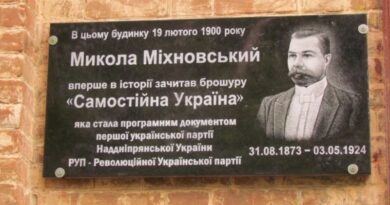 В цьому будинку 19 лютого 1900 року
Микола Міхновський
вперше в історії зачитав брошуру
«Самостійна Україна»
яка стала програмним документом
першої української партії
Наддніпрянської України
РУП - Революційної Української партії
31.08.1873 – 03.05.1924